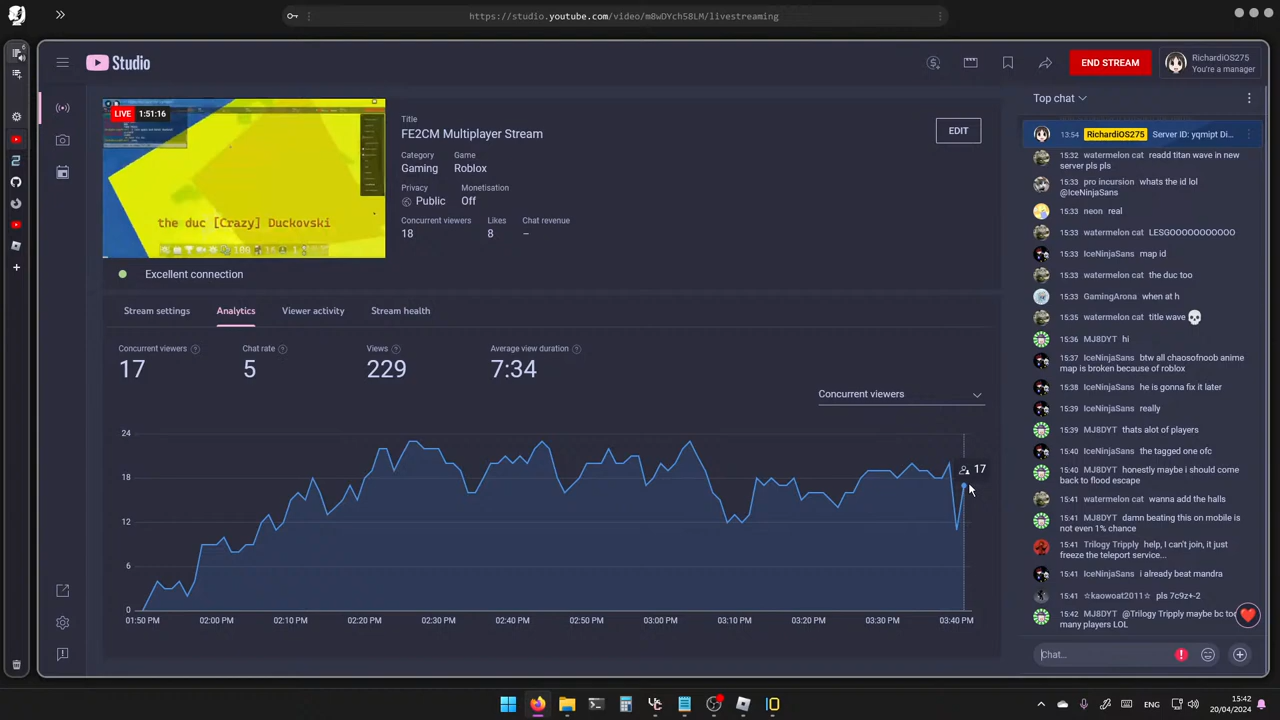 https://studio.youtube.com/video/m8wDYch58LM/livestreaming
Studio
END STREAM
RichardiOS275
You're a manager
LIVE 1:51:16
the duc [Crazy] Duckovski
Title
FE2CM Multiplayer Stream
EDIT
Category Game
Gaming Roblox
Privacy Monetisation
Public Off
Concurrent viewers Likes Chat revenue
18 8 –
Excellent connection
Stream settings Analytics Viewer activity Stream health
Concurrent viewers Chat rate Views Average view duration
17 5 229 7:34
Concurrent viewers
24
18
12
6
0
17
01:50 PM 02:00 PM 02:10 PM 02:20 PM 02:30 PM 02:40 PM 02:50 PM 03:00 PM 03:10 PM 03:20 PM 03:30 PM 03:40 PM
Top chat
13:54 RichardiOS275 Server ID: yqmipt Di...
15:32 watermelon cat readd titan wave in new
server pls pls
15:33 pro incursion whats the id lol
@IceNinjaSans
15:33 neon real
15:33 watermelon cat LESGOOOOOOOOOO
15:33 IceNinjaSans map id
15:33 watermelon cat the duc too
15:33 GamingArona when at h
15:35 watermelon cat title wave
15:36 MJ8DYT hi
15:37 IceNinjaSans btw all chaosofnoob anime
map is broken because of roblox
15:38 IceNinjaSans he is gonna fix it later
15:39 IceNinjaSans really
15:39 MJ8DYT thats alot of players
15:40 IceNinjaSans the tagged one ofc
15:40 MJ8DYT honestly maybe i should come
back to flood escape
15:41 watermelon cat wanna add the halls
15:41 MJ8DYT damn beating this on mobile is
not even 1% chance
15:41 Trilogy Tripply help, I can't join, it just
freeze the teleport service...
15:41 IceNinjaSans i already beat mandra
15:41 ☆kaowoat2011☆ pls 7c9z+-2
15:42 MJ8DYT @Trilogy Tripply maybe bc too
many players LOL
Chat...
ENG
15:42
20/04/2024